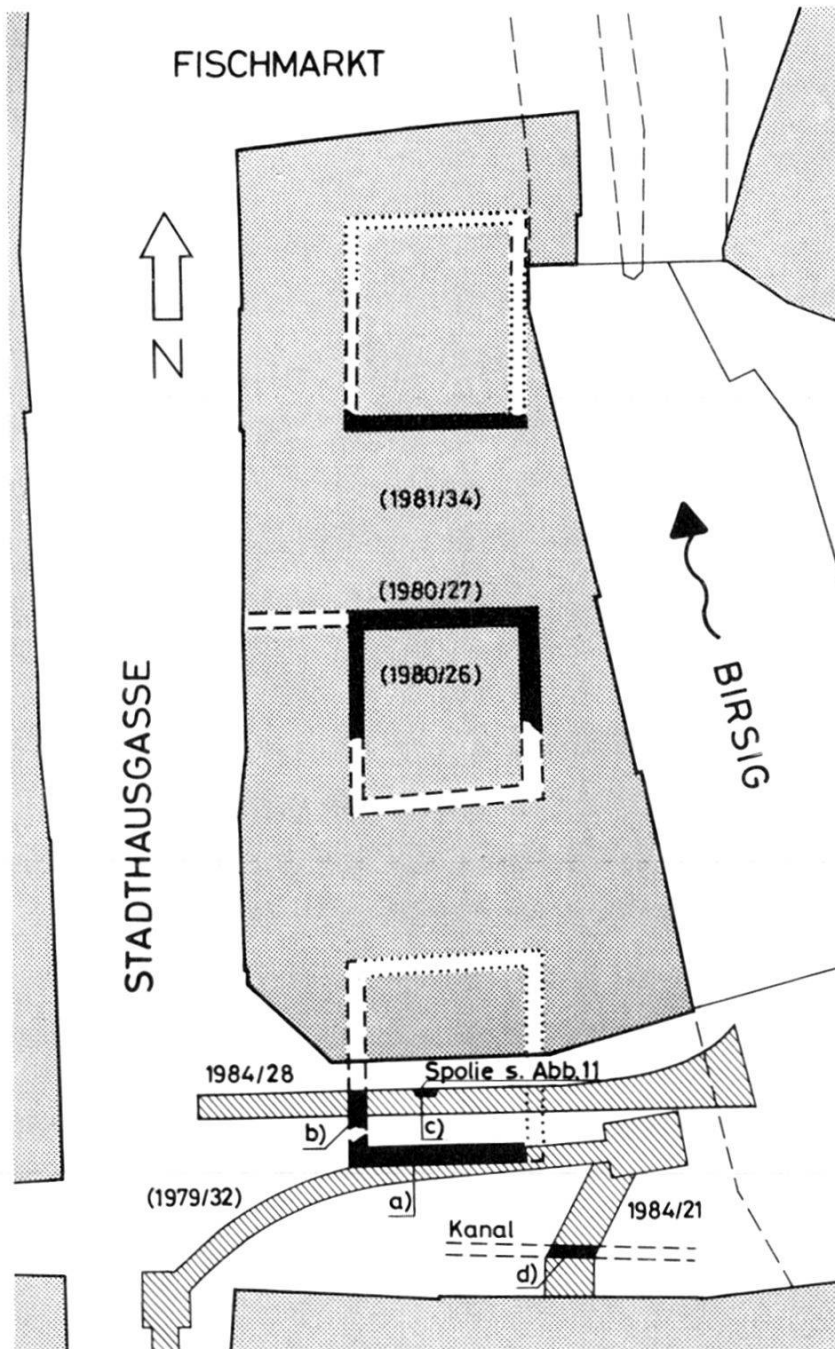 FISCHMARKT
N
(1981/34)
(1980/27)
(1980/26)
STADTHAUSGASSE
BIRSIG
1984/28
Spolie s. Abb.11
b)
c)
(1979/32)
a)
1984/21
Kanal
d)